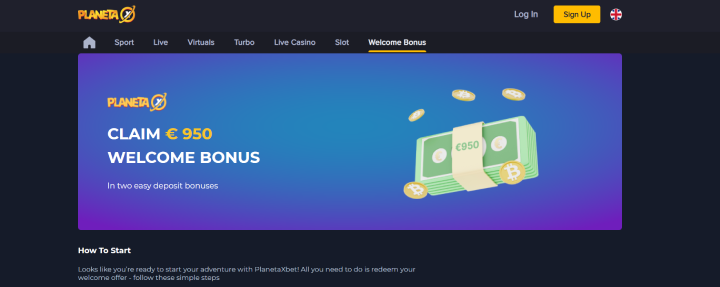 PLANETA X
Log In
Sign Up
Sport
Live
Virtuals
Turbo
Live Casino
Slot
Welcome Bonus
PLANETA X
CLAIM € 950
WELCOME BONUS
In two easy deposit bonuses
€950
How To Start
Looks like you're ready to start your adventure with PlanetaXbet! All you need to do is redeem your
welcome offer - follow these simple steps